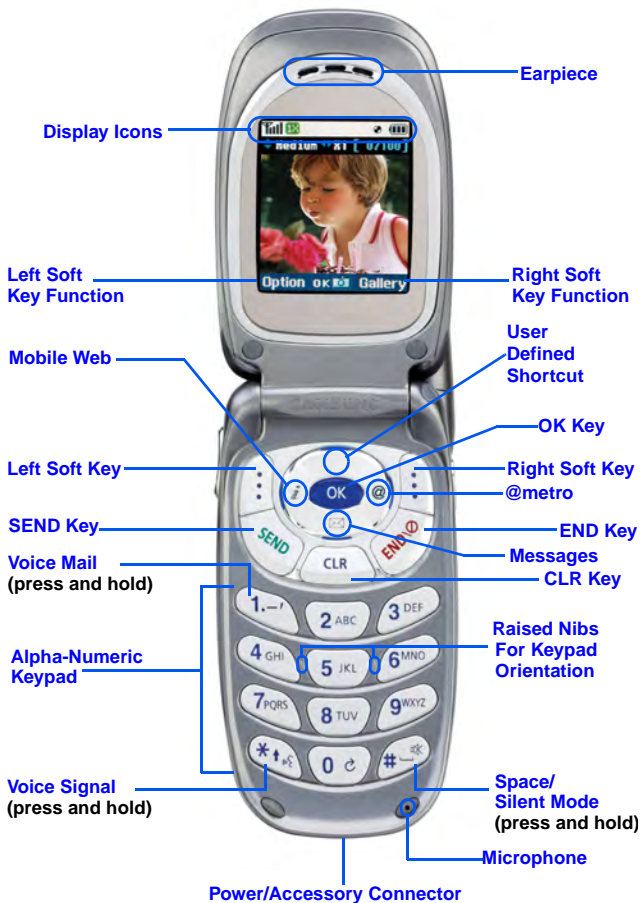 Earpiece
Display Icons
1X
Medium X1 [ 0/100]
Left Soft
Key Function
Option OK Gallery
Right Soft
Key Function
User
Defined
Shortcut
Mobile Web
SAMSUNG
OK Key
Left Soft Key
Right Soft Key
i OK @
@metro
SEND Key
SEND
END
END Key
Voice Mail
(press and hold)
CLR
Messages
CLR Key
1.–,
2 ABC
3 DEF
Alpha-Numeric
Keypad
Raised Nibs
For Keypad
Orientation
4 GHI
5 JKL
6 MNO
7 PQRS
8 TUV
9 WXYZ
*
0
#
Voice Signal
(press and hold)
Space/
Silent Mode
(press and hold)
Microphone
Power/Accessory Connector